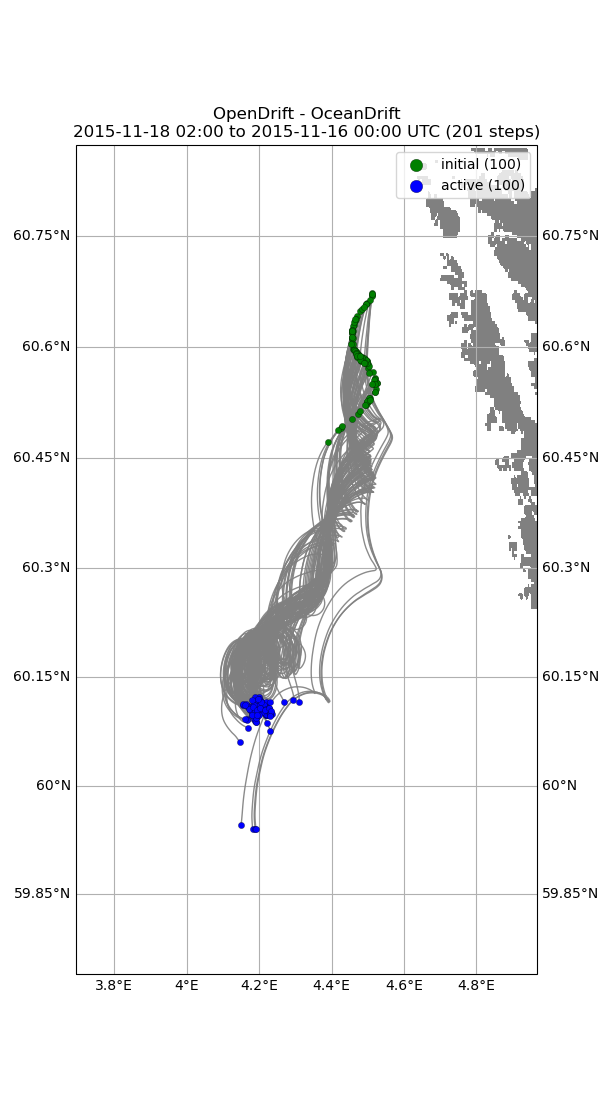 OpenDrift - OceanDrift
2015-11-18 02:00 to 2015-11-16 00:00 UTC (201 steps)
initial (100)
active (100)
60.75°N 60.75°N
60.6°N 60.6°N
60.45°N 60.45°N
60.3°N 60.3°N
60.15°N 60.15°N
60°N 60°N
59.85°N 59.85°N
3.8°E 4°E 4.2°E 4.4°E 4.6°E 4.8°E